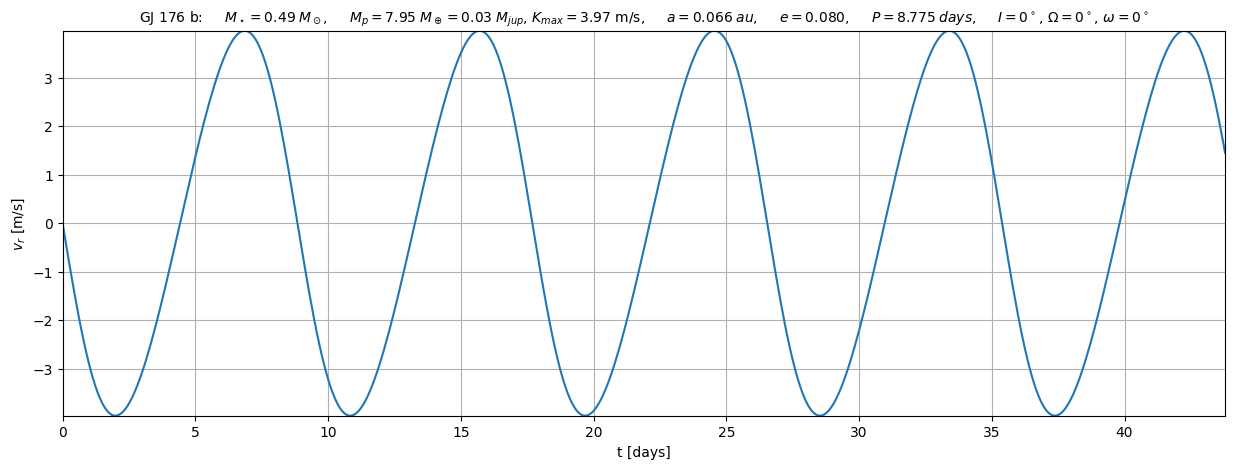 GJ 176 b: M⋆ = 0.49 M⊙, Mp = 7.95 M⊕ = 0.03 Mjup, Kmax = 3.97 m/s, a = 0.066 au, e = 0.080, P = 8.775 days, I = 0°, Ω = 0°, ω = 0°
3
2
1
0
−1
−2
−3
vr [m/s]
0 5 10 15 20 25 30 35 40
t [days]